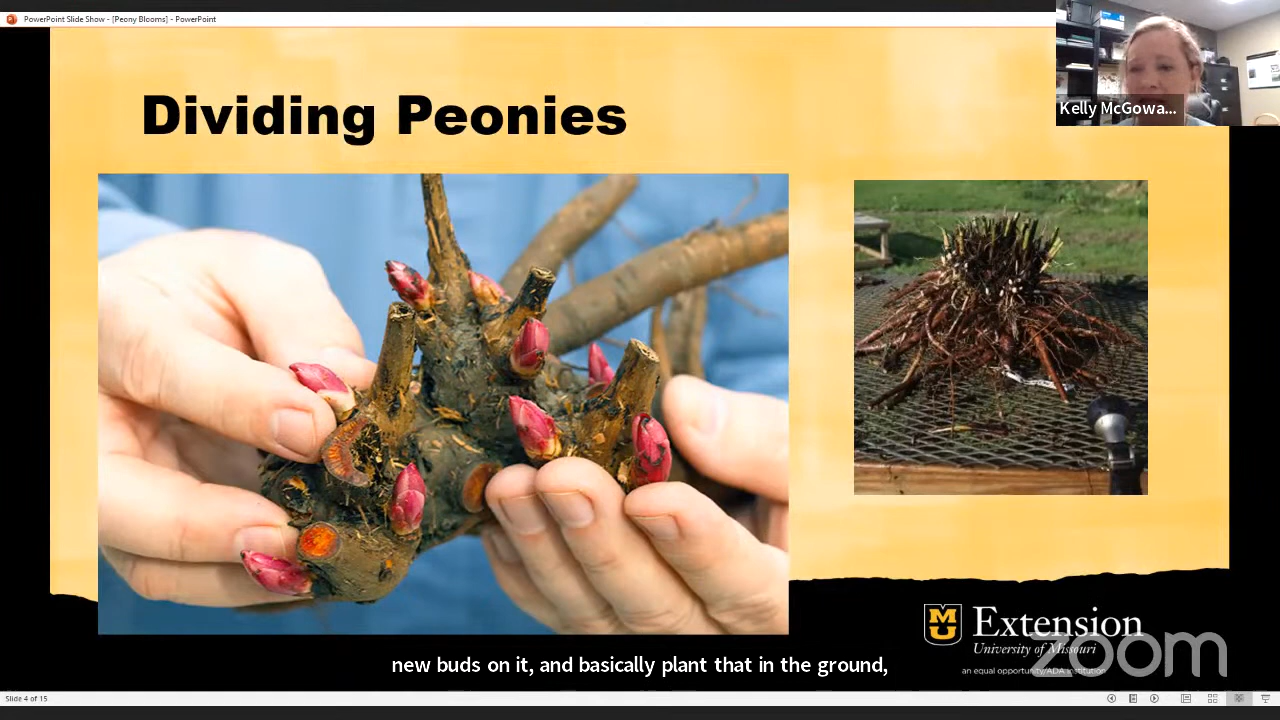 PowerPoint Slide Show - [Peony Blooms] - PowerPoint
Kelly McGowa...
Dividing Peonies
MU
Extension
University of Missouri
an equal opportunity/ADA institution
zoom
new buds on it, and basically plant that in the ground,
Slide 4 of 15